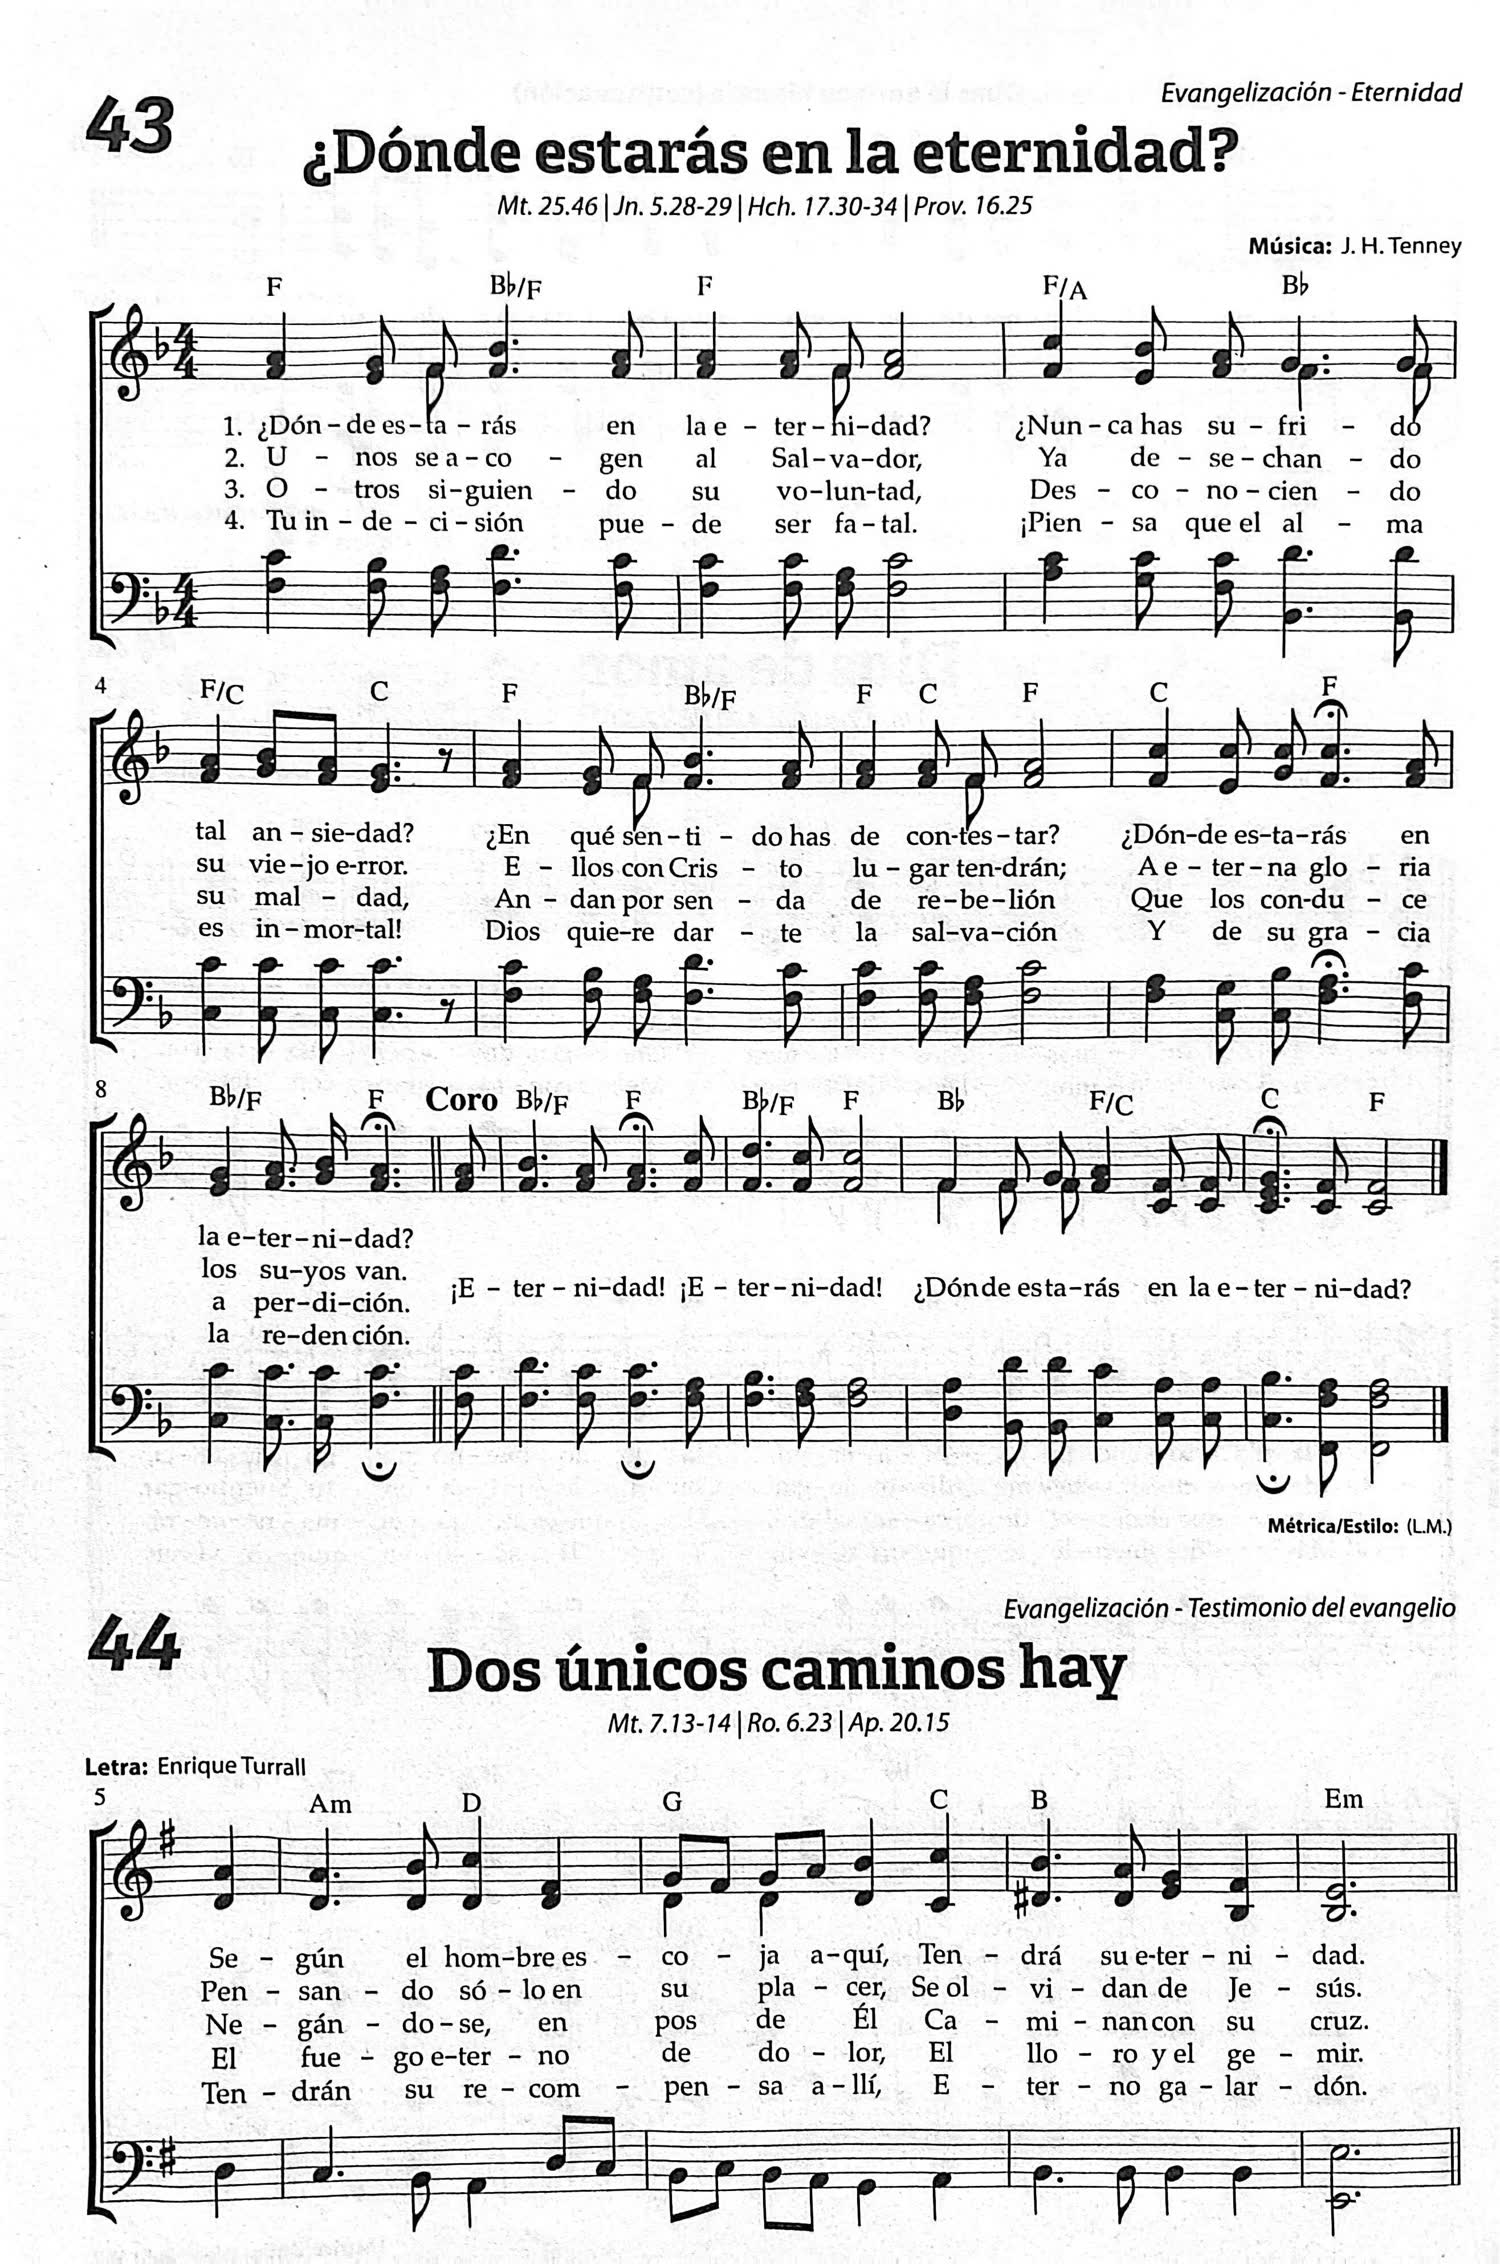 43
Evangelización - Eternidad
¿Dónde estarás en la eternidad?
Mt. 25.46 | Jn. 5.28-29 | Hch. 17.30-34 | Prov. 16.25
Música: J. H. Tenney
F B♭/F F F/A B♭
1. ¿Dón – de es – ta – rás en la e – ter – ni – dad? ¿Nun – ca has su – fri – do
2. U – nos se a – co – gen al Sal – va – dor, Ya de – se – chan – do
3. O – tros si – guien – do su vo – lun – tad, Des – co – no – cien – do
4. Tu in – de – ci – sión pue – de ser fa – tal. ¡Pien – sa que el al – ma
4 F/C C F B♭/F F C F C F
tal an – sie – dad? ¿En qué sen – ti – do has de con – tes – tar? ¿Dón – de es – ta – rás en
su vie – jo e – rror. E – llos con Cris – to lu – gar ten – drán; A e – ter – na glo – ria
su mal – dad, An – dan por sen – da de re – be – lión Que los con – du – ce
es in – mor – tal! Dios quie – re dar – te la sal – va – ción Y de su gra – cia
8 B♭/F F Coro B♭/F F B♭/F F B♭ F/C C F
la e – ter – ni – dad?
los su – yos van.
a per – di – ción.
la re – den ción.
¡E – ter – ni – dad! ¡E – ter – ni – dad! ¿Dón de es ta – rás en la e – ter – ni – dad?
Métrica/Estilo: (L.M.)
44
Evangelización - Testimonio del evangelio
Dos únicos caminos hay
Mt. 7.13-14 | Ro. 6.23 | Ap. 20.15
Letra: Enrique Turrall
5 Am D G C B Em
Se – gún el hom – bre es – co – ja a – quí, Ten – drá su e – ter – ni – dad.
Pen – san – do só – lo en su pla – cer, Se ol – vi – dan de Je – sús.
Ne – gán – do – se, en pos de Él Ca – mi – nan con su cruz.
El fue – go e – ter – no de do – lor, El llo – ro y el ge – mir.
Ten – drán su re – com – pen – sa a – llí, E – ter – no ga – lar – dón.